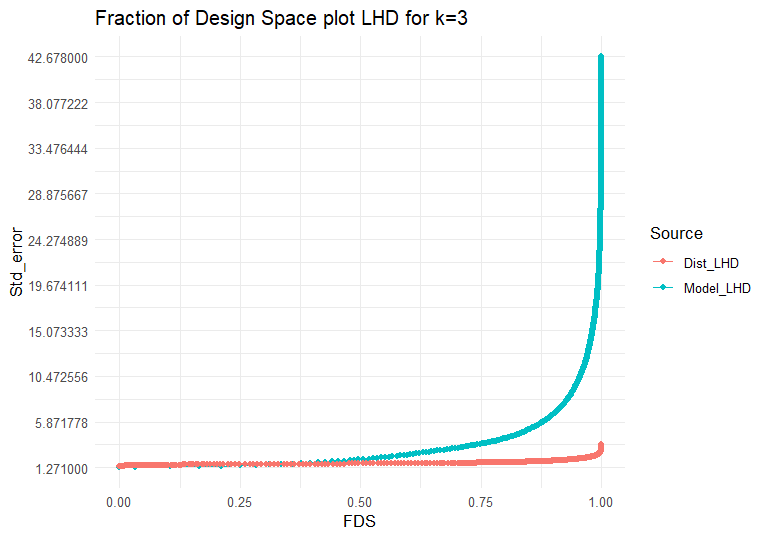 Fraction of Design Space plot LHD for k=3
42.678000
38.077222
33.476444
28.875667
24.274889
19.674111
15.073333
10.472556
5.871778
1.271000
Std_error
0.00 0.25 0.50 0.75 1.00
FDS
Source
Dist_LHD
Model_LHD